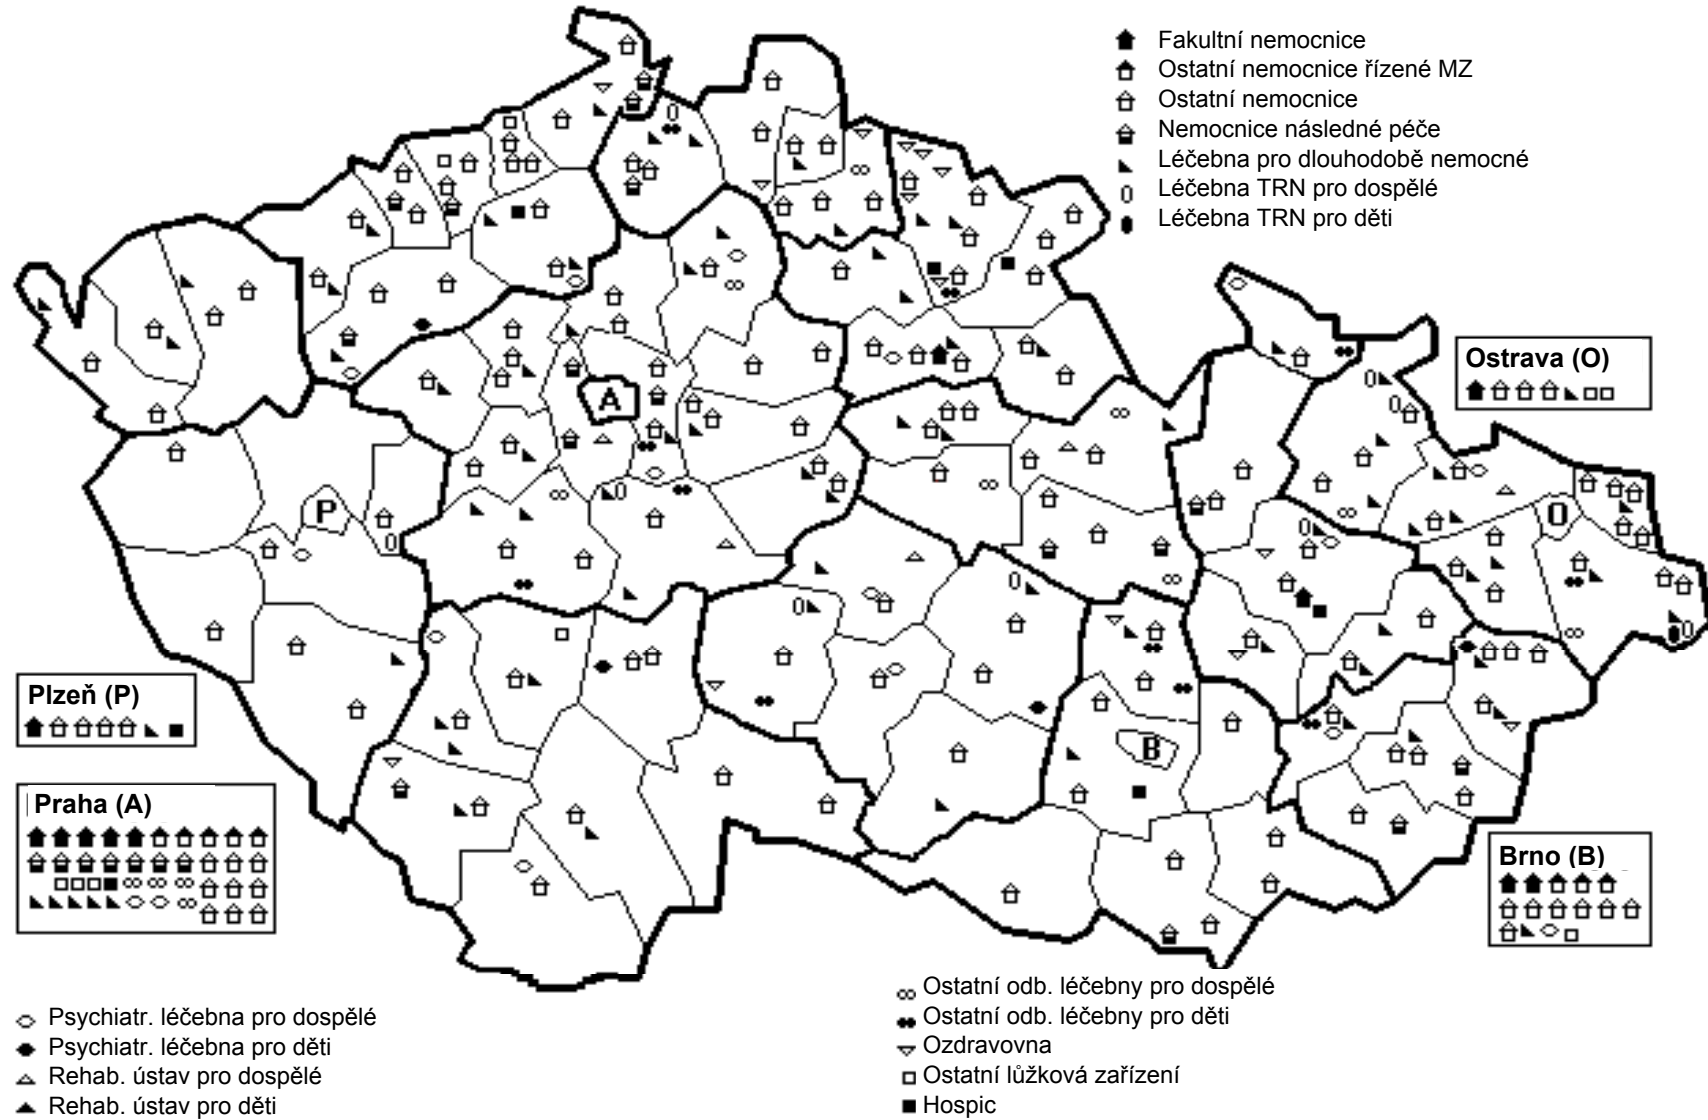 Fakultní nemocnice
Ostatní nemocnice řízené MZ
Ostatní nemocnice
Nemocnice následné péče
Léčebna pro dlouhodobě nemocné
Léčebna TRN pro dospělé
Léčebna TRN pro děti
Ostrava (O)
A
P
O
B
Plzeň (P)
Praha (A)
Brno (B)
Psychiatr. léčebna pro dospělé
Psychiatr. léčebna pro děti
Rehab. ústav pro dospělé
Rehab. ústav pro děti
Ostatní odb. léčebny pro dospělé
Ostatní odb. léčebny pro děti
Ozdravovna
Ostatní lůžková zařízení
Hospic